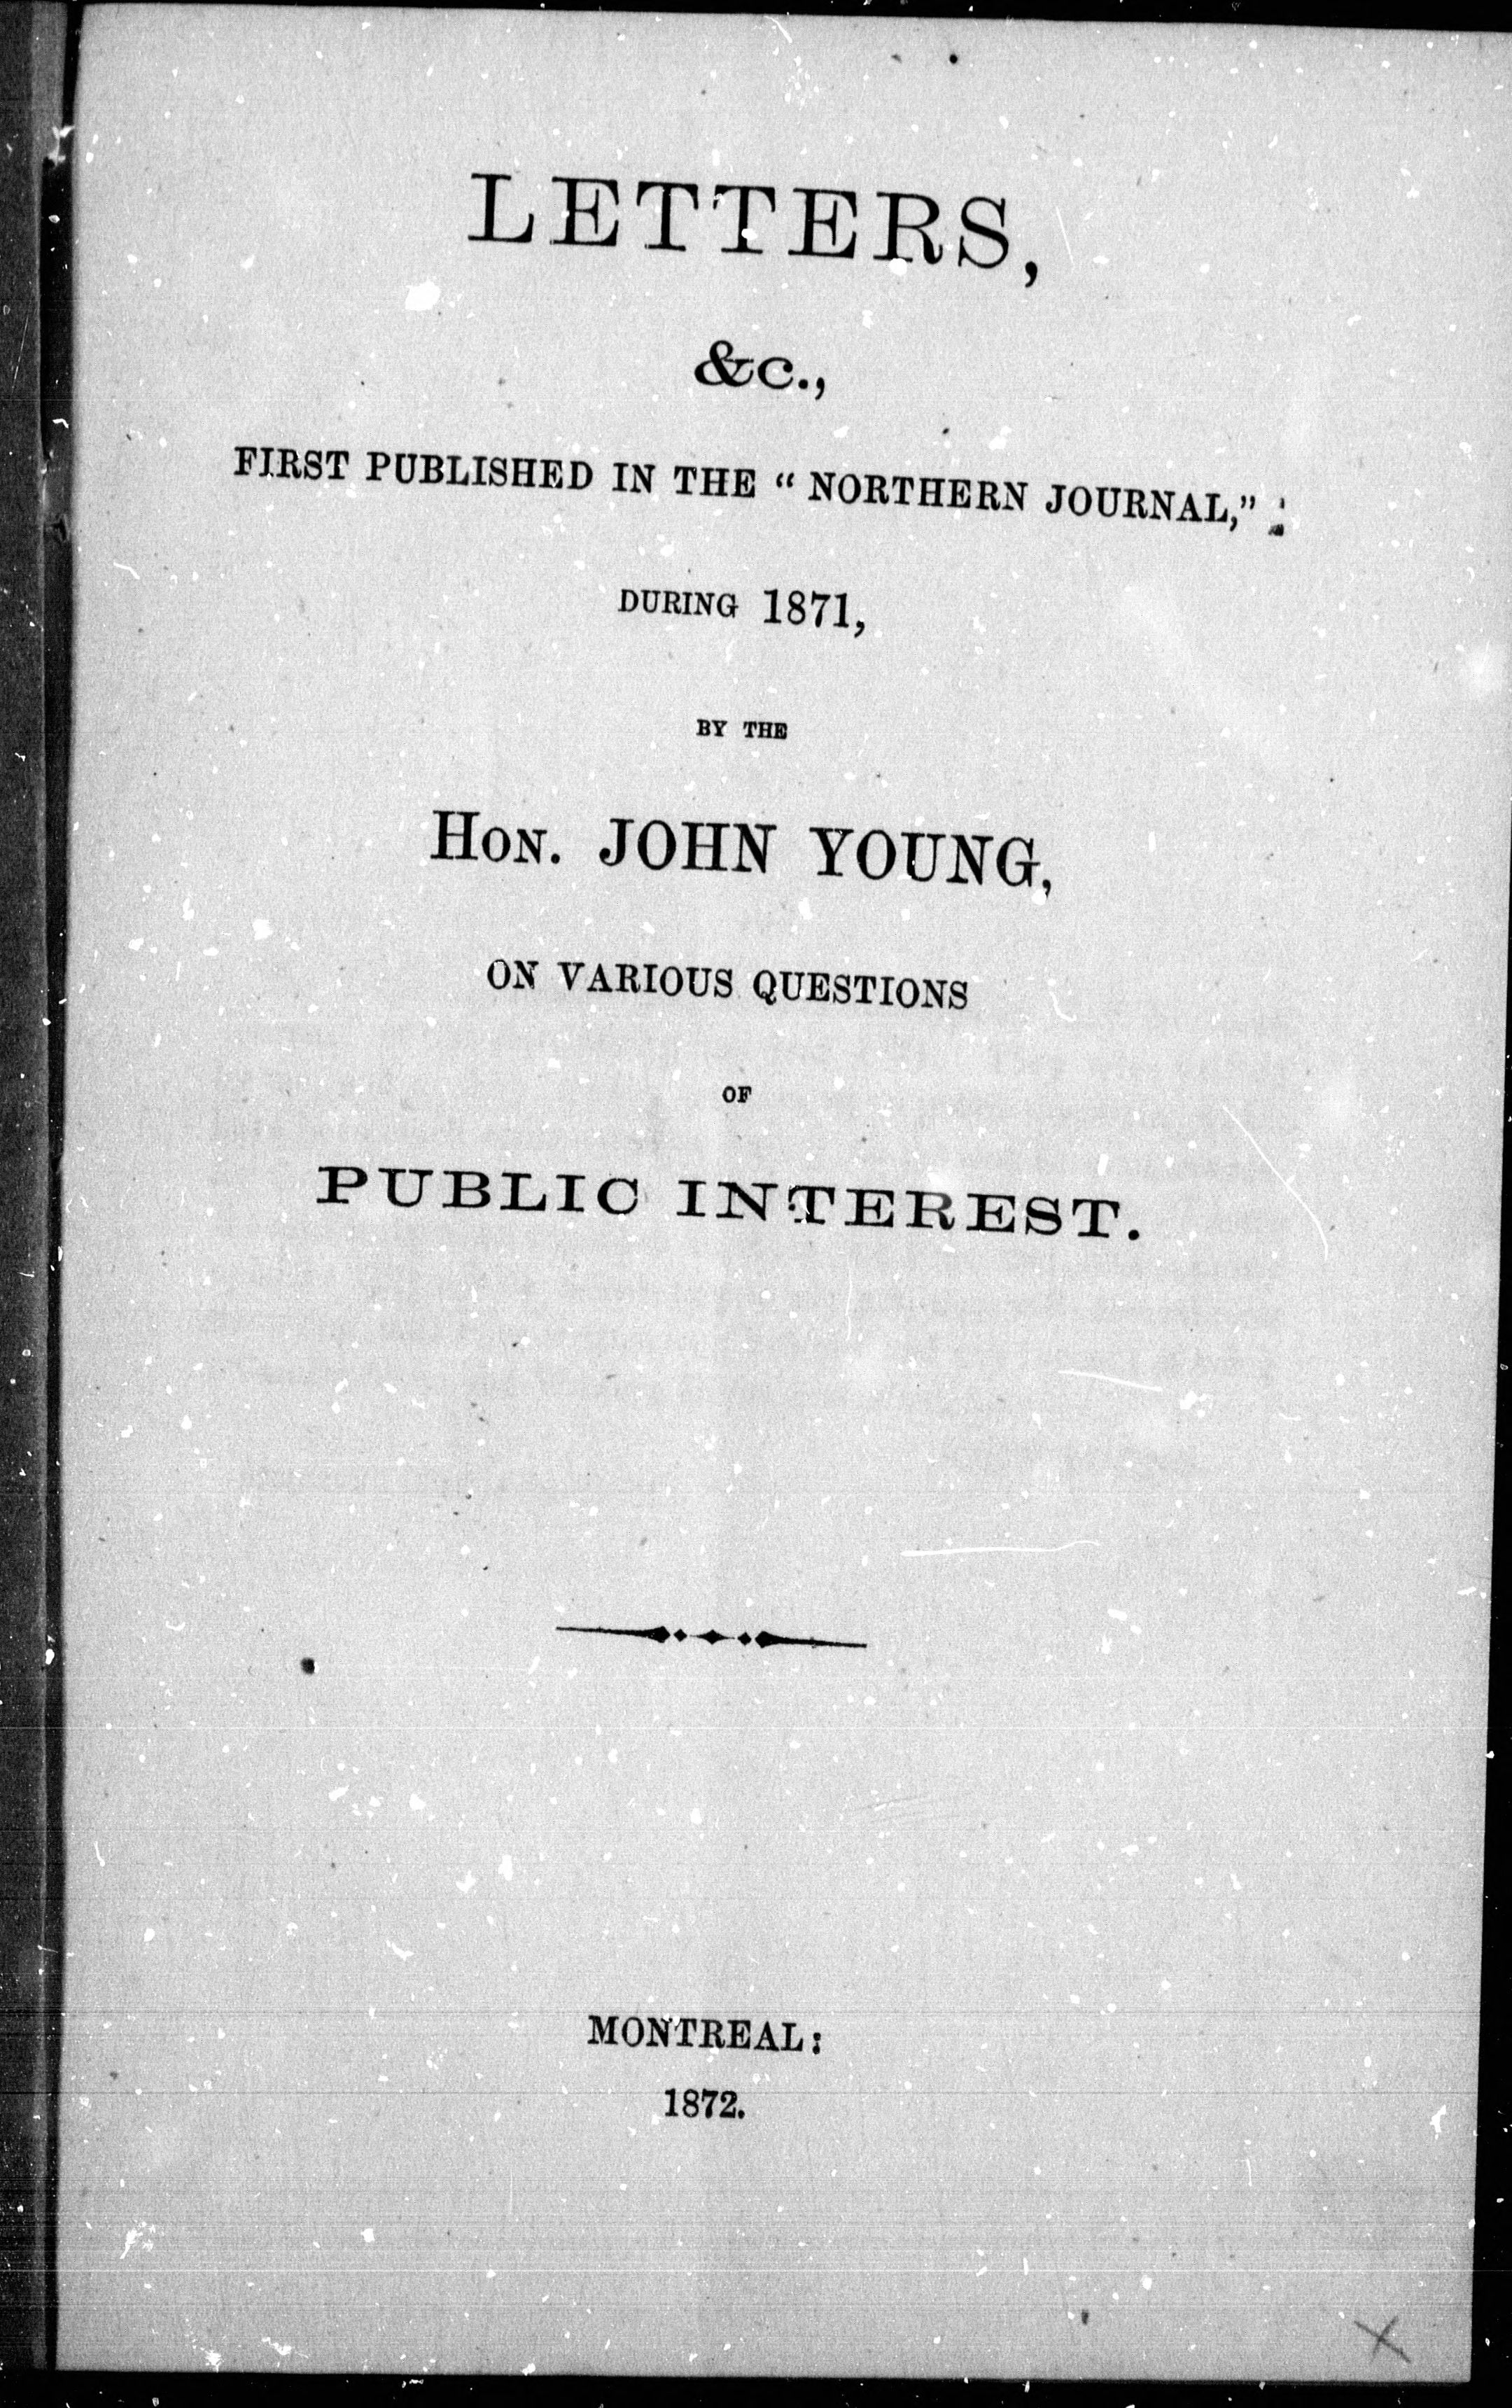 LETTERS,
&c.,
FIRST PUBLISHED IN THE “ NORTHERN JOURNAL,”
DURING 1871,
BY THE
HON. JOHN YOUNG,
ON VARIOUS QUESTIONS
OF
PUBLIC INTEREST.
MONTREAL:
1872.